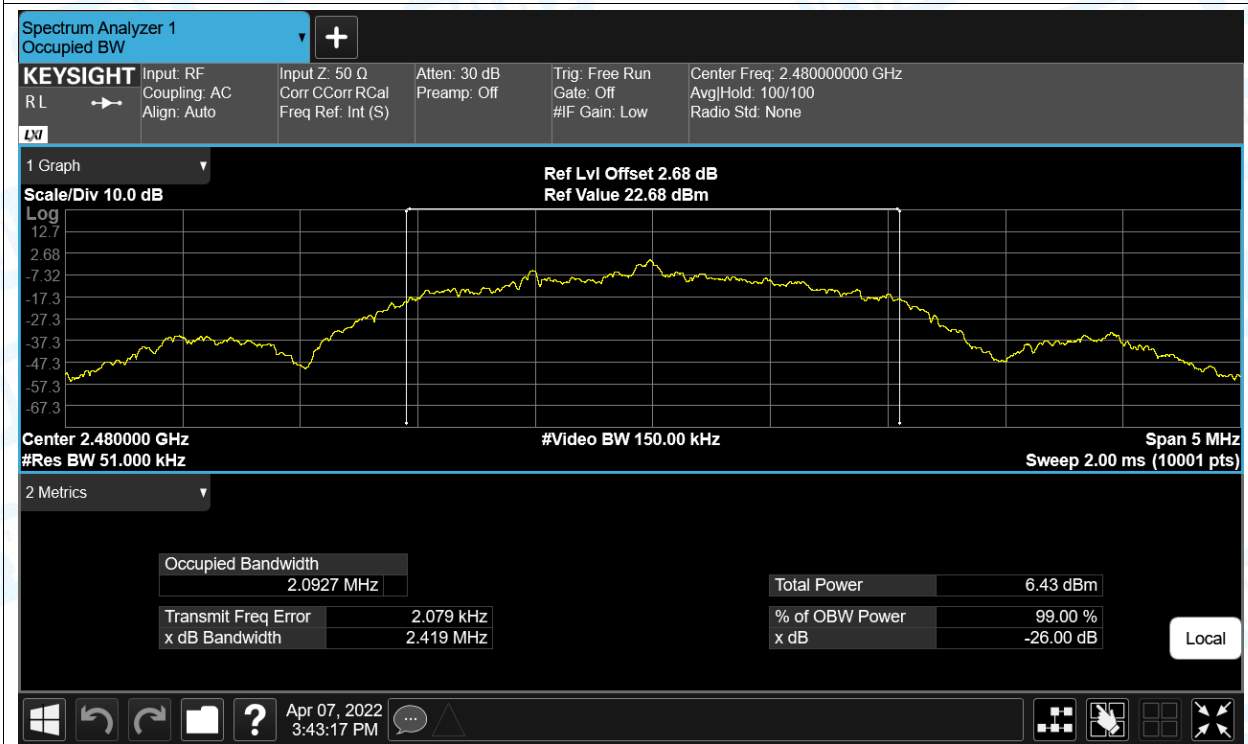 Spectrum Analyzer 1
Occupied BW
+
KEYSIGHT Input: RF Input Z: 50 Ω Atten: 30 dB Trig: Free Run Center Freq: 2.480000000 GHz
R L Coupling: AC Corr CCorr RCal Preamp: Off Gate: Off Avg|Hold: 100/100
Align: Auto Freq Ref: Int (S) #IF Gain: Low Radio Std: None
LXI
1 Graph Ref Lvl Offset 2.68 dB
Scale/Div 10.0 dB Ref Value 22.68 dBm
Log
12.7
2.68
-7.32
-17.3
-27.3
-37.3
-47.3
-57.3
-67.3
Center 2.480000 GHz #Video BW 150.00 kHz Span 5 MHz
#Res BW 51.000 kHz Sweep 2.00 ms (10001 pts)
2 Metrics
Occupied Bandwidth
2.0927 MHz Total Power 6.43 dBm
Transmit Freq Error 2.079 kHz % of OBW Power 99.00 %
x dB Bandwidth 2.419 MHz x dB -26.00 dB
Local
? Apr 07, 2022
3:43:17 PM